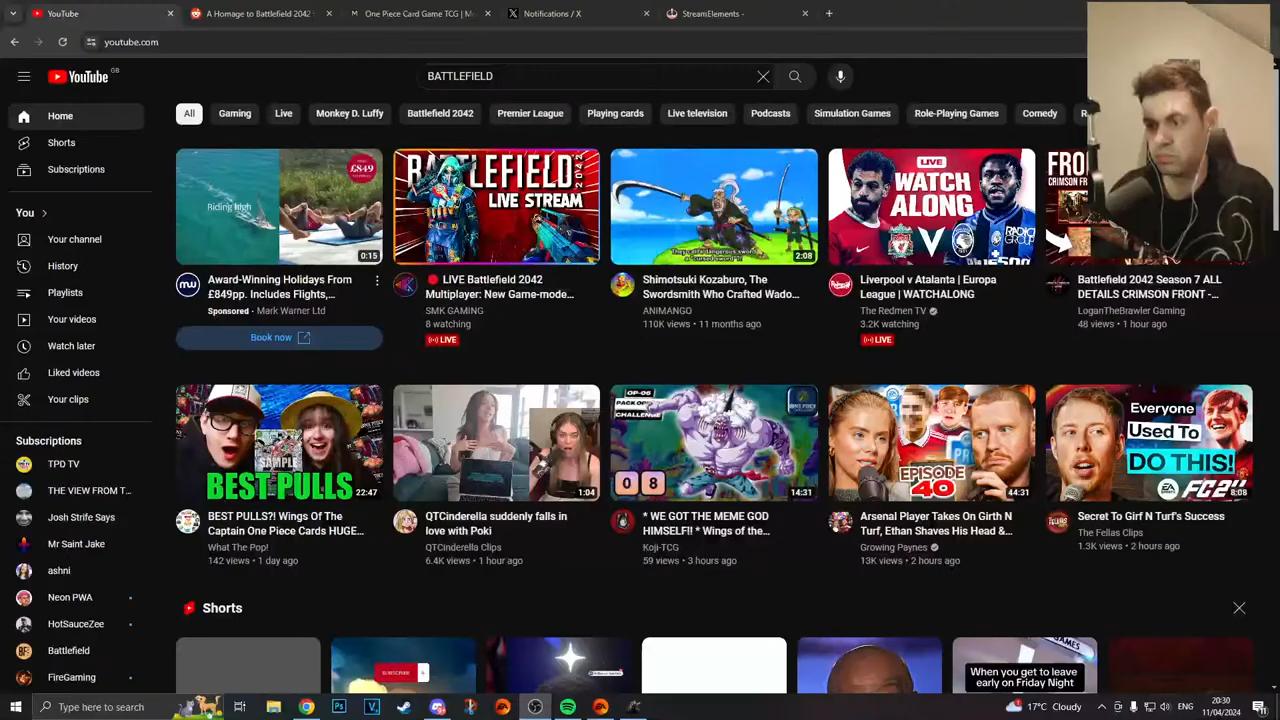 YouTube
A Homage to Battlefield 2042
One Piece Card Game TCG | M
Notifications / X
StreamElements -
youtube.com
YouTube GB
BATTLEFIELD
Home
Shorts
Subscriptions
You
Your channel
History
Playlists
Your videos
Watch later
Liked videos
Your clips
Subscriptions
TPD TV
THE VIEW FROM T...
Josh Strife Says
Mr Saint Jake
ashni
Neon PWA
HotSauceZee
Battlefield
FireGaming
All
Gaming
Live
Monkey D. Luffy
Battlefield 2042
Premier League
Playing cards
Live television
Podcasts
Simulation Games
Role-Playing Games
Comedy
£849
Riding high
0:15
Award-Winning Holidays From
£849pp. Includes Flights,...
Sponsored • Mark Warner Ltd
Book now
BATTLEFIELD 2042
LIVE STREAM
LIVE Battlefield 2042
Multiplayer: New Game-mode...
SMK GAMING
8 watching
LIVE
2:08
Shimotsuki Kozaburo, The
Swordsmith Who Crafted Wado...
ANIMANGO
110K views • 11 months ago
LIVE
WATCH
ALONG
V
Liverpool v Atalanta | Europa
League | WATCHALONG
The Redmen TV
3.2K watching
LIVE
Battlefield 2042 Season 7 ALL
DETAILS CRIMSON FRONT -...
LoganTheBrawler Gaming
48 views • 1 hour ago
SAMPLE
BEST PULLS
22:47
BEST PULLS?! Wings Of The
Captain One Piece Cards HUGE...
What The Pop!
142 views • 1 day ago
1:04
QTCinderella suddenly falls in
love with Poki
QTCinderella Clips
6.4K views • 1 hour ago
OP-06
PACK OP
CHALLENGE
0 8
14:31
* WE GOT THE MEME GOD
HIMSELF!! * Wings of the...
Koji-TCG
59 views • 3 hours ago
EPISODE
40
44:31
Arsenal Player Takes On Girth N
Turf, Ethan Shaves His Head &...
Growing Paynes
13K views • 2 hours ago
Everyone
Used To
DO THIS!
EA SPORTS FC24
8:08
Secret To Girf N Turf's Success
The Fellas Clips
1.3K views • 2 hours ago
Shorts
SUBSCRIBE
GAMES
When you get to leave
early on Friday Night
Type here to search
17°C Cloudy
ENG
20:30
11/04/2024